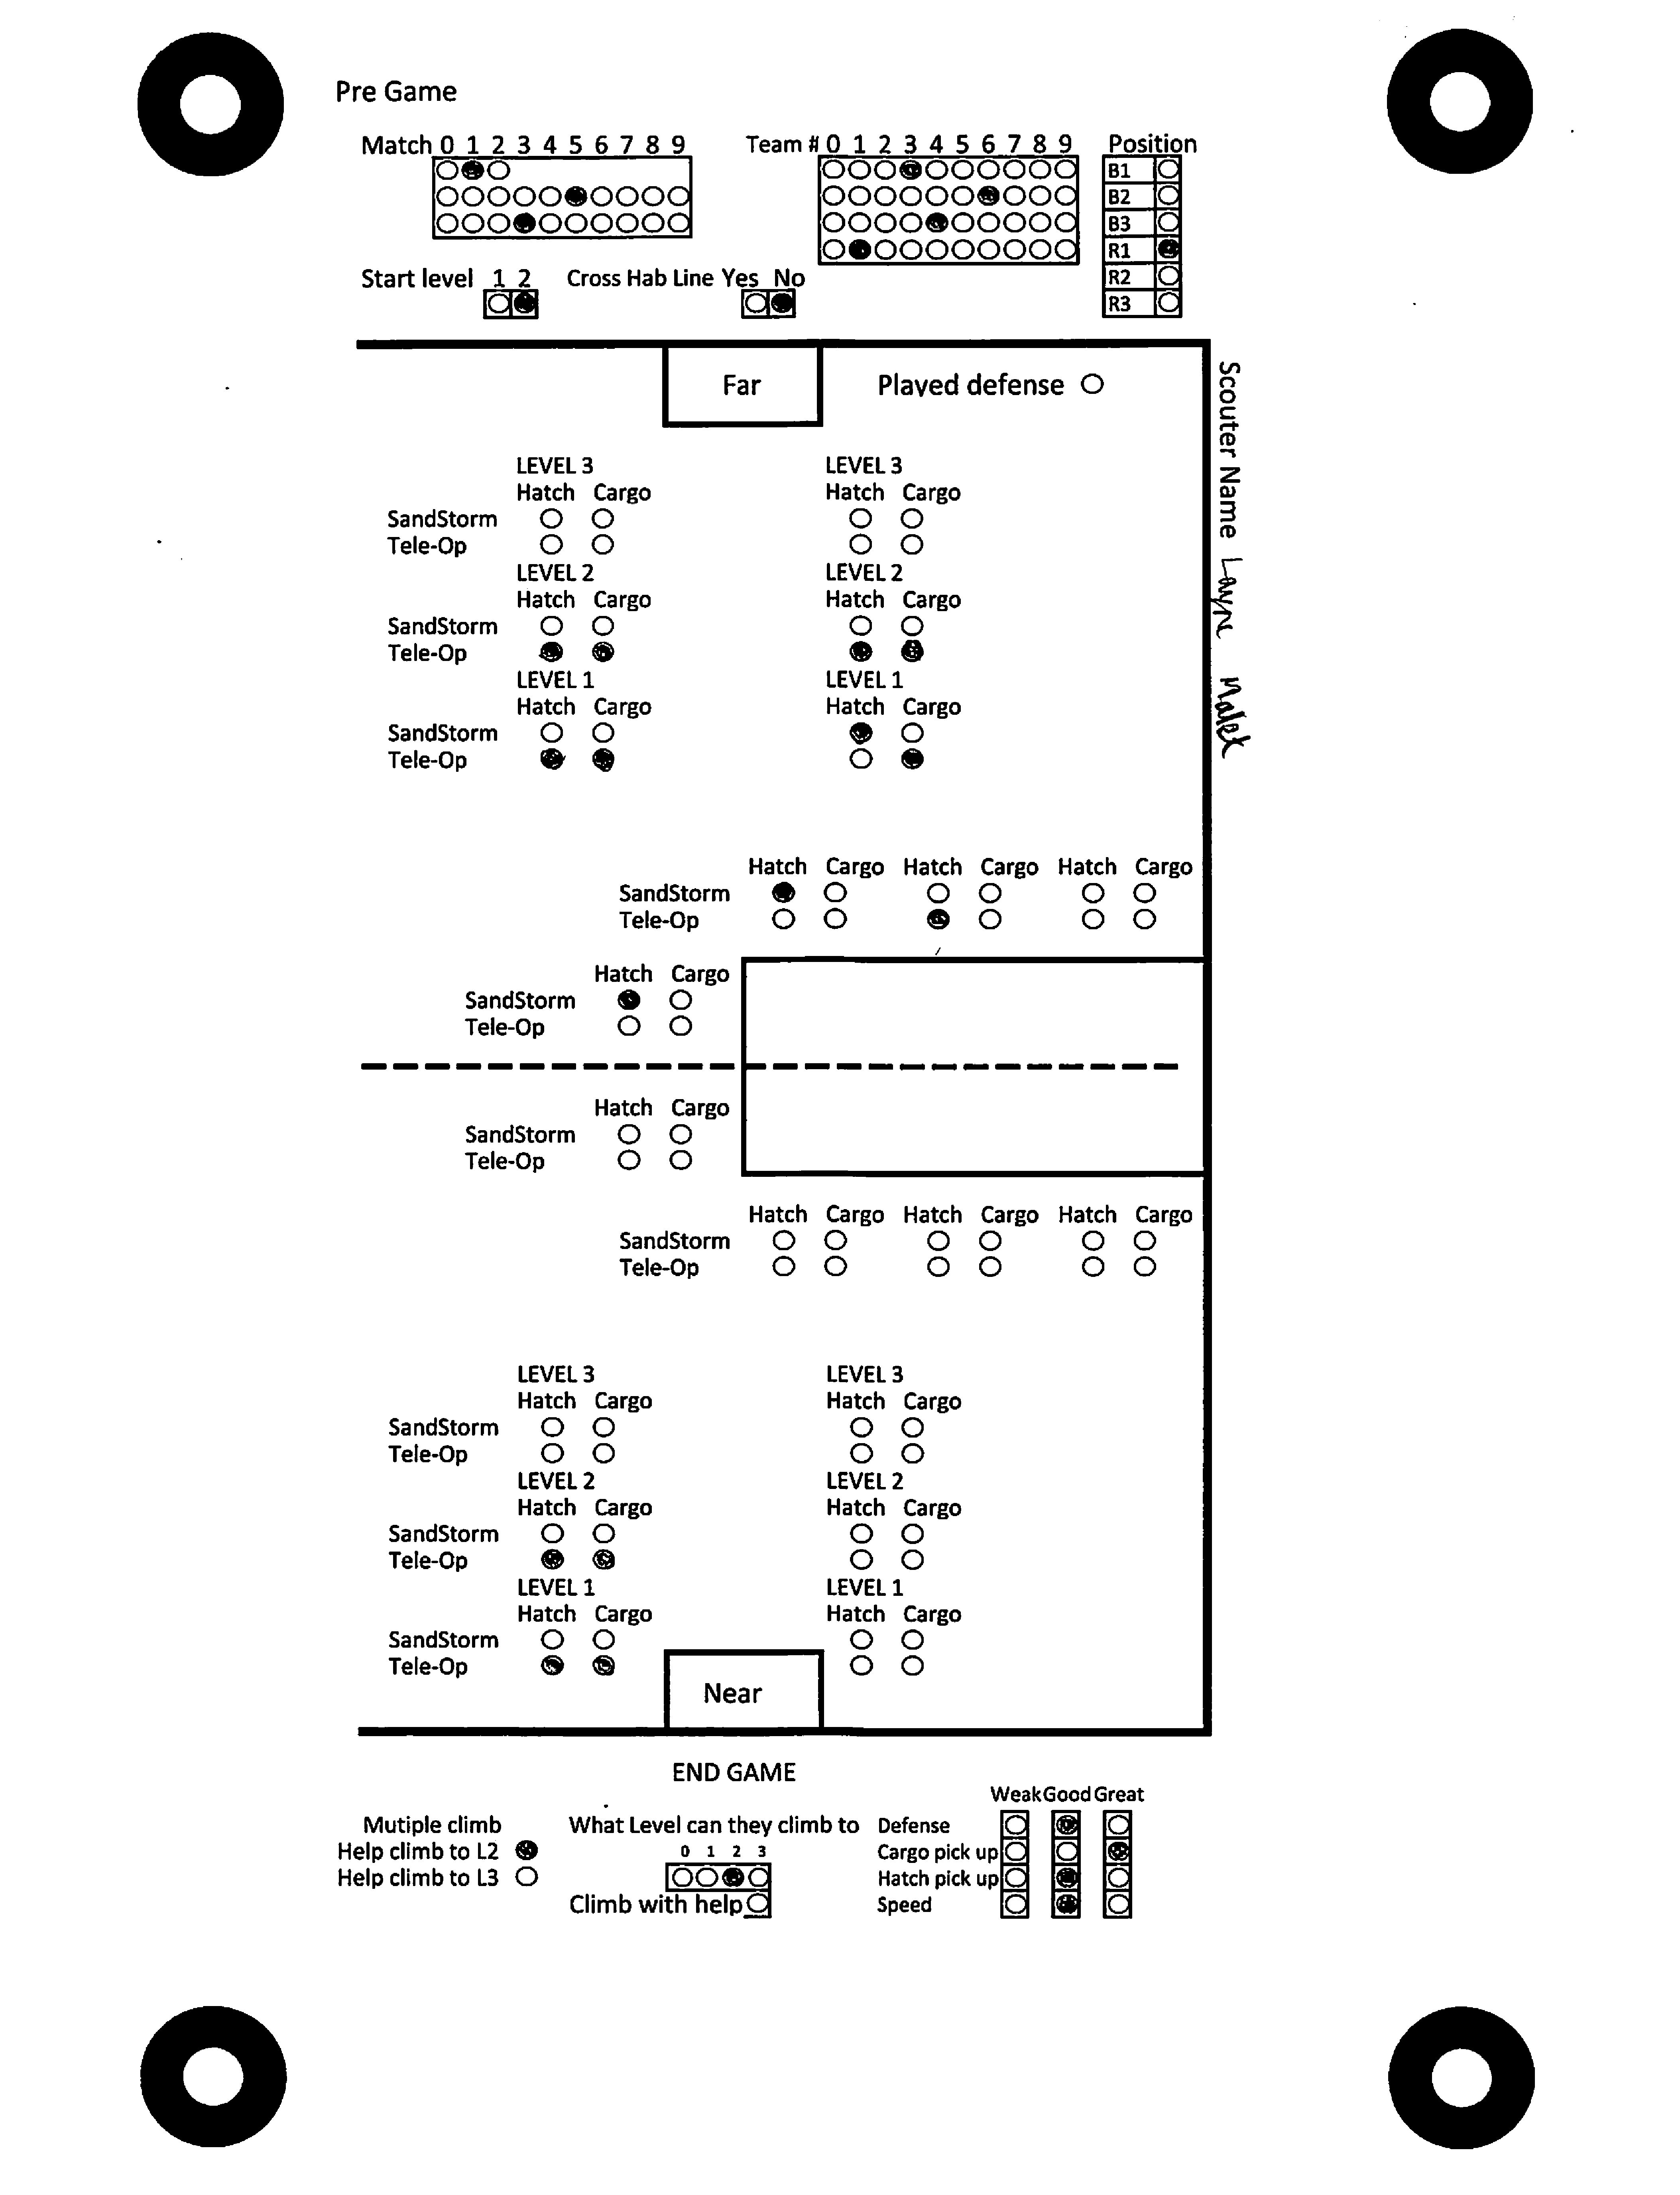 Pre Game
Match 0 1 2 3 4 5 6 7 8 9
Team # 0 1 2 3 4 5 6 7 8 9
Position
B1
B2
B3
R1
R2
R3
Start level 1 2
Cross Hab Line Yes No
Far
Played defense
Scouter Name Layne
LEVEL 3 LEVEL 3
Hatch Cargo Hatch Cargo
SandStorm
Tele-Op
LEVEL 2 LEVEL 2
Hatch Cargo Hatch Cargo
SandStorm
Tele-Op
LEVEL 1 LEVEL 1
Hatch Cargo Hatch Cargo
SandStorm
Tele-Op
Hatch Cargo Hatch Cargo Hatch Cargo
SandStorm
Tele-Op
Hatch Cargo
SandStorm
Tele-Op
Hatch Cargo
SandStorm
Tele-Op
Hatch Cargo Hatch Cargo Hatch Cargo
SandStorm
Tele-Op
LEVEL 3 LEVEL 3
Hatch Cargo Hatch Cargo
SandStorm
Tele-Op
LEVEL 2 LEVEL 2
Hatch Cargo Hatch Cargo
SandStorm
Tele-Op
LEVEL 1 LEVEL 1
Hatch Cargo Hatch Cargo
SandStorm
Tele-Op
Near
END GAME
Mutiple climb
Help climb to L2
Help climb to L3
What Level can they climb to
0 1 2 3
Climb with help
Weak Good Great
Defense
Cargo pick up
Hatch pick up
Speed